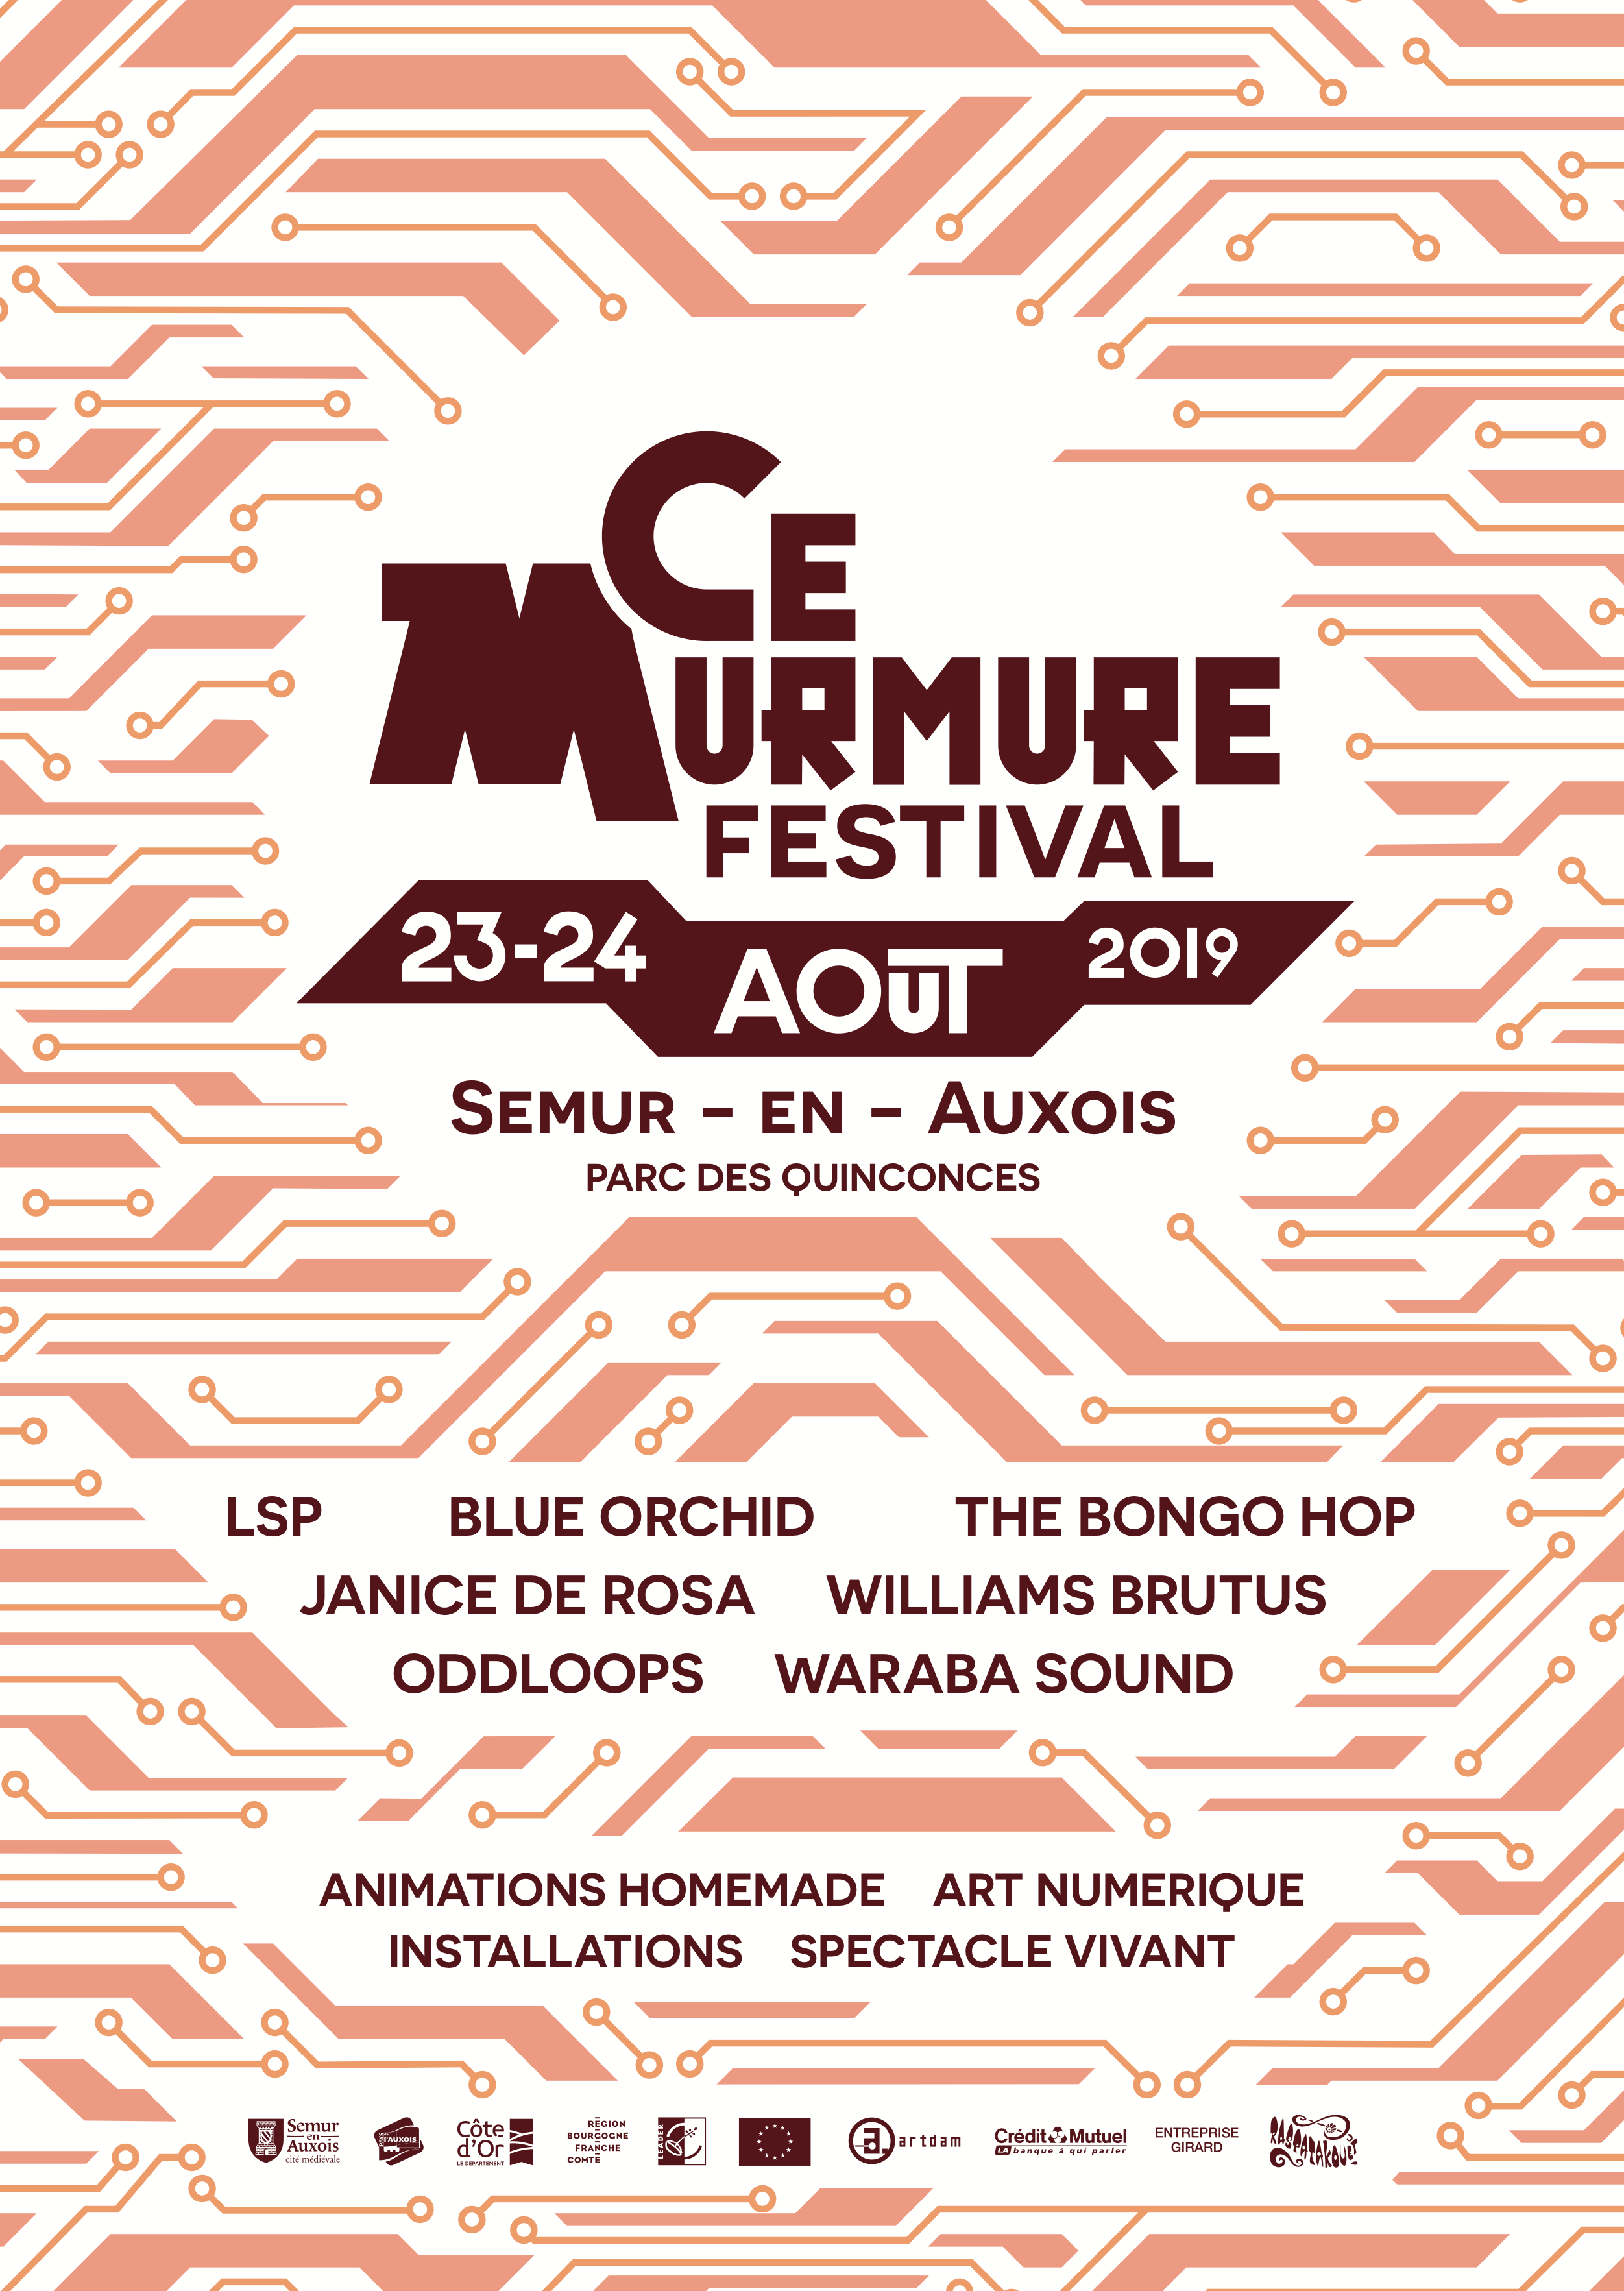 CE
MURMURE
FESTIVAL
23-24 AOUT 2019
SEMUR – EN – AUXOIS
PARC DES QUINCONCES
LSP BLUE ORCHID THE BONGO HOP
JANICE DE ROSA WILLIAMS BRUTUS
ODDLOOPS WARABA SOUND
ANIMATIONS HOMEMADE ART NUMERIQUE
INSTALLATIONS SPECTACLE VIVANT
Semur
en
Auxois
cité médiévale
PAYS
l'AUXOIS
Côte
d'Or
LE DÉPARTEMENT
RÉGION
BOURGOGNE
FRANCHE
COMTÉ
LEADER
artdam
Crédit Mutuel
LA banque à qui parler
ENTREPRISE
GIRARD